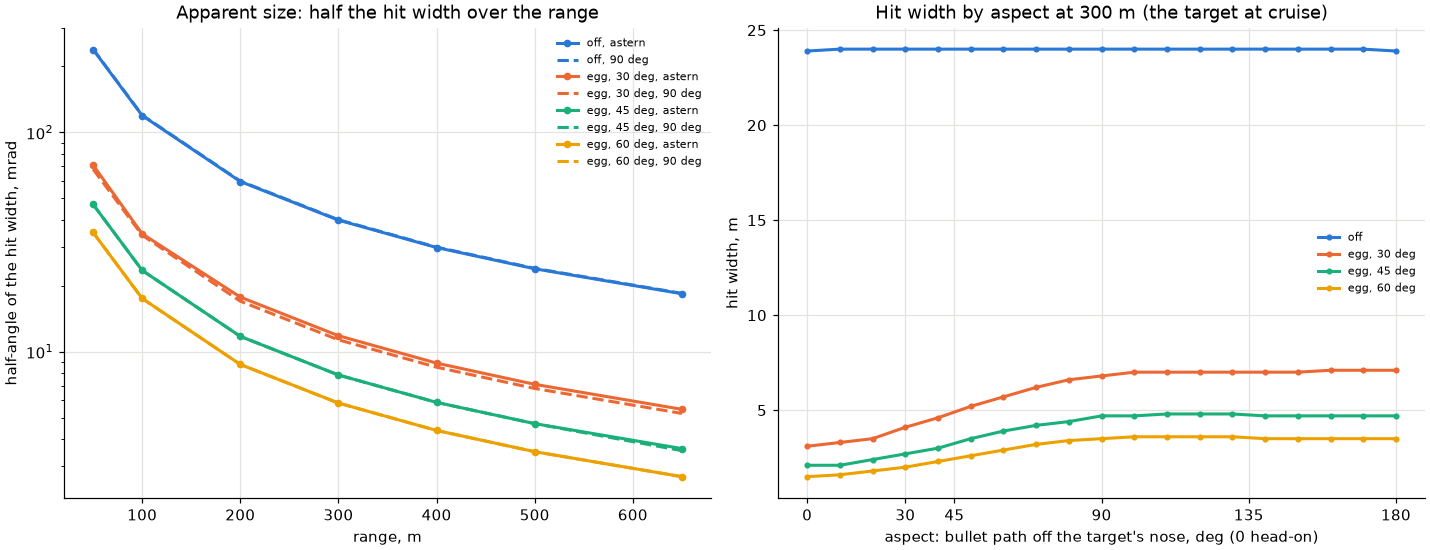 Apparent size: half the hit width over the range
half-angle of the hit width, mrad
10²
10¹
100
200
300
400
500
600
range, m
off, astern
off, 90 deg
egg, 30 deg, astern
egg, 30 deg, 90 deg
egg, 45 deg, astern
egg, 45 deg, 90 deg
egg, 60 deg, astern
egg, 60 deg, 90 deg
Hit width by aspect at 300 m (the target at cruise)
hit width, m
25
20
15
10
5
0
30
45
90
135
180
aspect: bullet path off the target's nose, deg (0 head-on)
off
egg, 30 deg
egg, 45 deg
egg, 60 deg